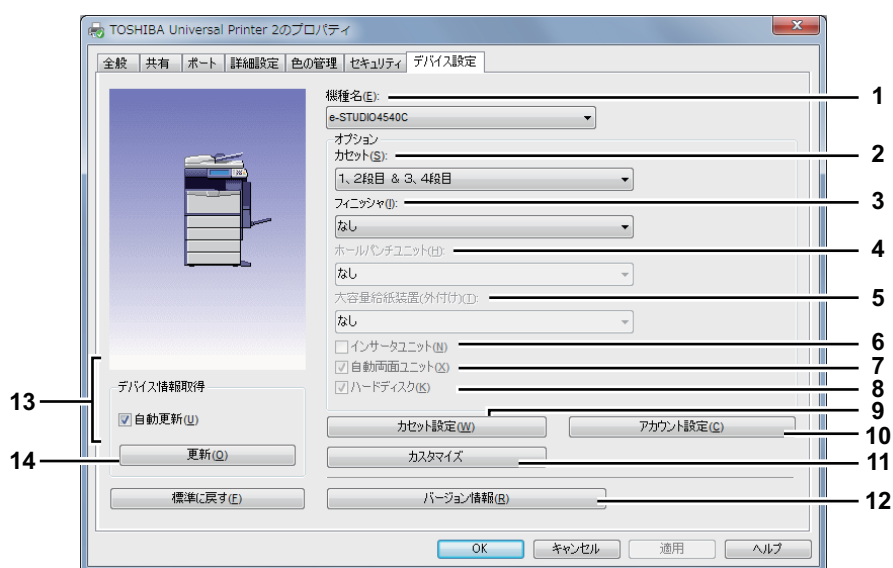 TOSHIBA Universal Printer 2のプロパティ
全般 共有 ポート 詳細設定 色の管理 セキュリティ デバイス設定
機種名(E): 1
e-STUDIO4540C
オプション
カセット(S): 2
1、2段目 & 3、4段目
フィニッシャ(I): 3
なし
ホールパンチユニット(H): 4
なし
大容量給紙装置(外付け)(T): 5
なし
インサータユニット(N) 6
自動両面ユニット(X) 7
ハードディスク(K) 8
13 デバイス情報取得
自動更新(U)
カセット設定(W) 9
アカウント設定(C) 10
14 更新(O)
カスタマイズ 11
標準に戻す(F)
バージョン情報(R) 12
OK キャンセル 適用 ヘルプ